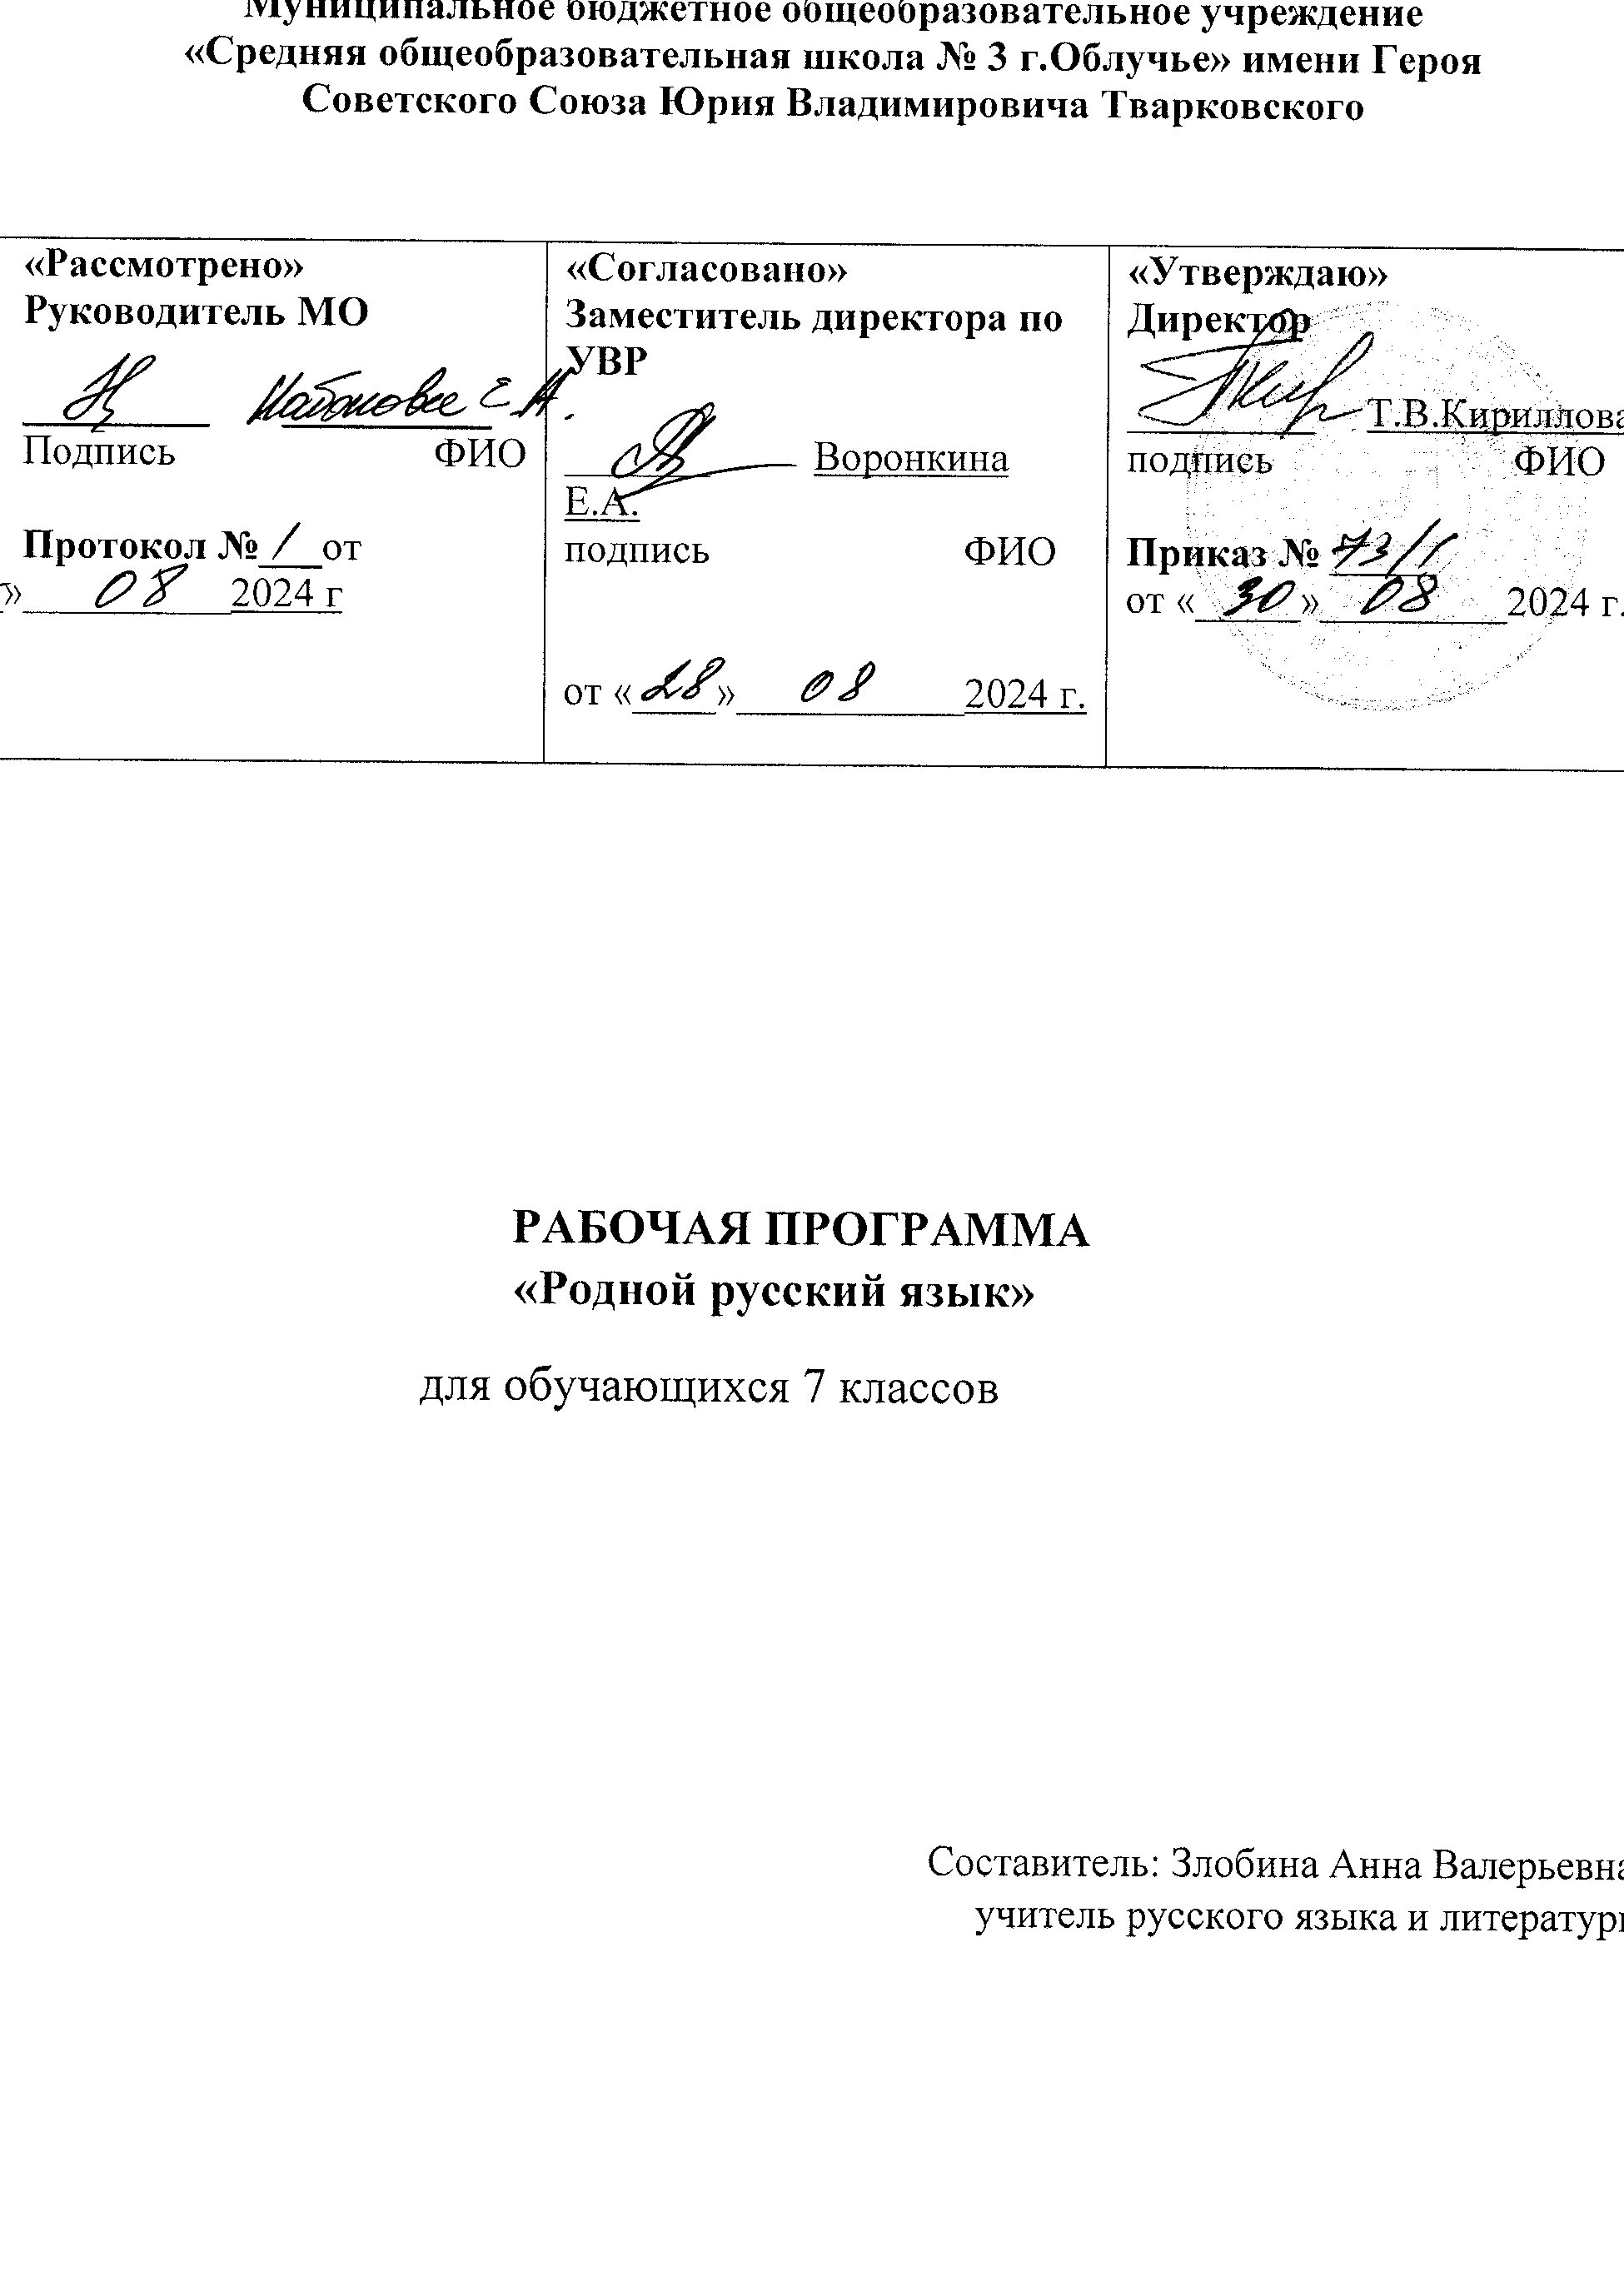 Муниципальное бюджетное общеобразовательное учреждение
«Средняя общеобразовательная школа № 3 г.Облучье» имени Героя
Советского Союза Юрия Владимировича Тварковского
«Рассмотрено»
Руководитель МО
Е.А.
Подпись ФИО
Протокол № 1 от
» 08 2024 г
«Согласовано»
Заместитель директора по
УВР
Воронкина
Е.А.
подпись ФИО
от «28» 08 2024 г.
«Утверждаю»
Директор
Т.В.Кириллова
подпись ФИО
Приказ № 73/1
от «30» 08 2024 г.
РАБОЧАЯ ПРОГРАММА
«Родной русский язык»
для обучающихся 7 классов
Составитель: Злобина Анна Валерьевна
учитель русского языка и литератур